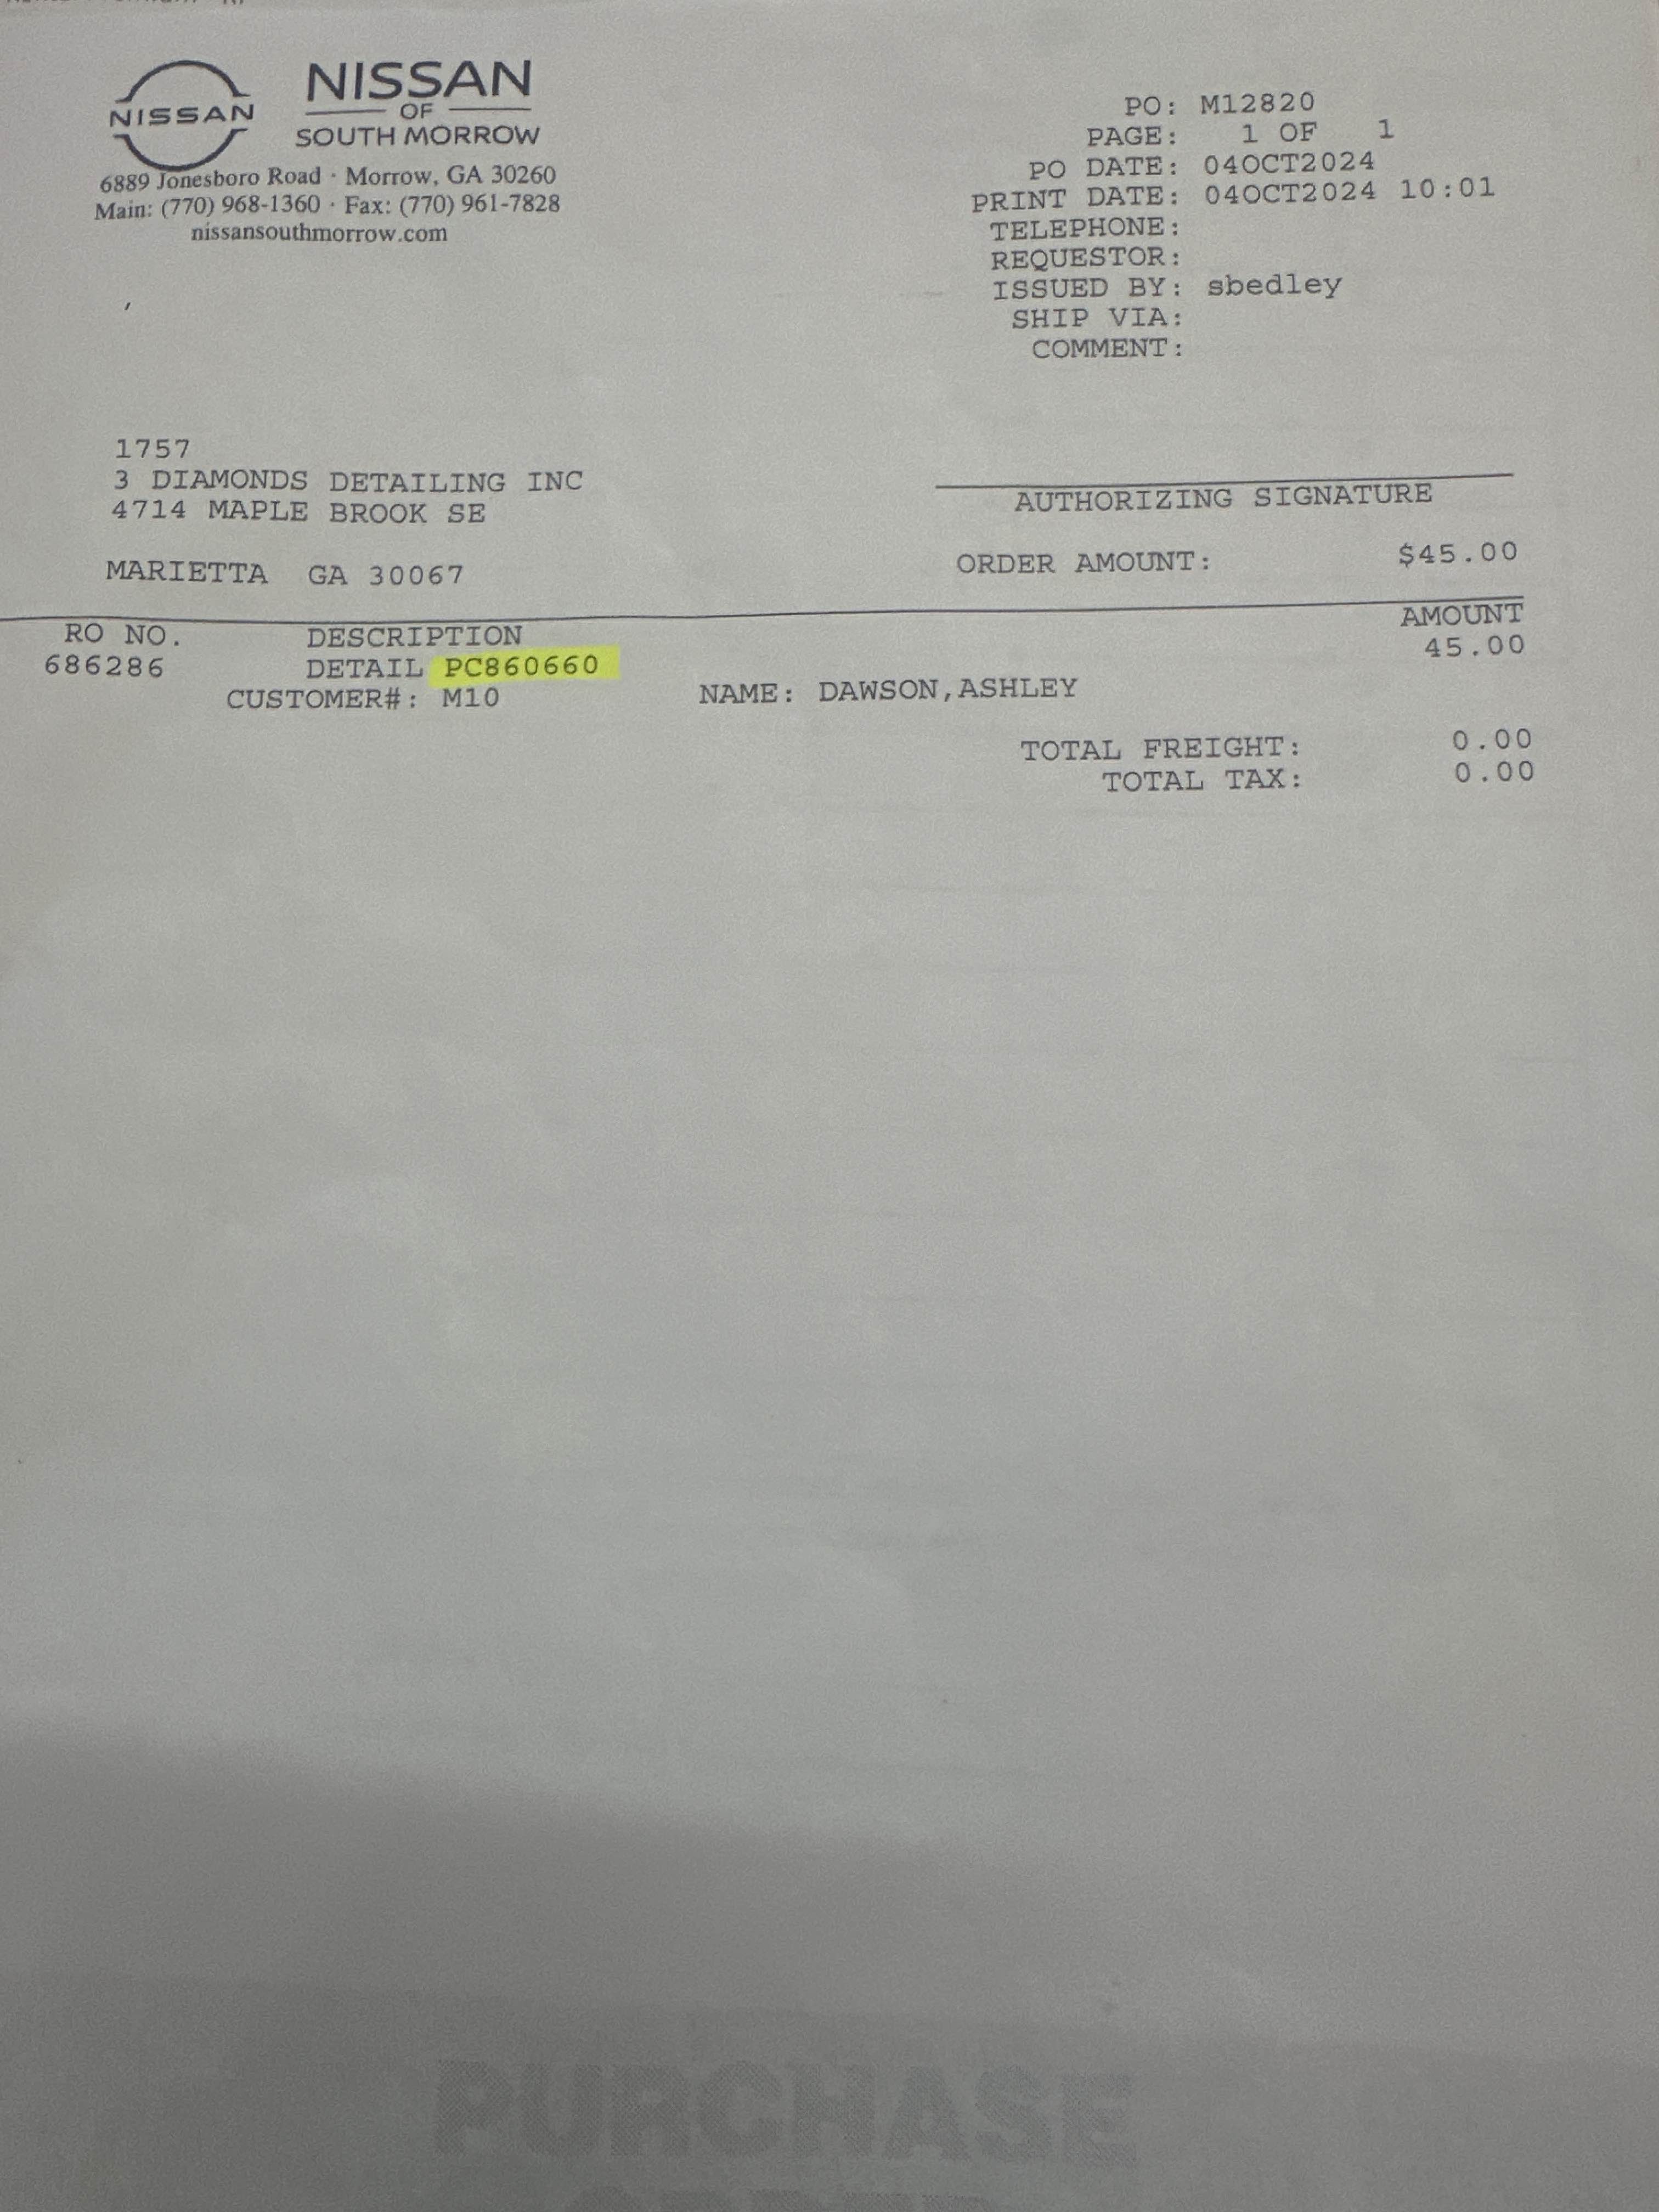 NISSAN
NISSAN
OF
SOUTH MORROW
6889 Jonesboro Road · Morrow, GA 30260
Main: (770) 968-1360 · Fax: (770) 961-7828
nissansouthmorrow.com
PO: M12820
PAGE: 1 OF 1
PO DATE: 04OCT2024
PRINT DATE: 04OCT2024 10:01
TELEPHONE:
REQUESTOR:
ISSUED BY: sbedley
SHIP VIA:
COMMENT:
1757
3 DIAMONDS DETAILING INC
4714 MAPLE BROOK SE
MARIETTA GA 30067
AUTHORIZING SIGNATURE
ORDER AMOUNT: $45.00
RO NO. DESCRIPTION AMOUNT
686286 DETAIL PC860660 45.00
CUSTOMER#: M10 NAME: DAWSON,ASHLEY
TOTAL FREIGHT: 0.00
TOTAL TAX: 0.00
PURCHASE
ORDER